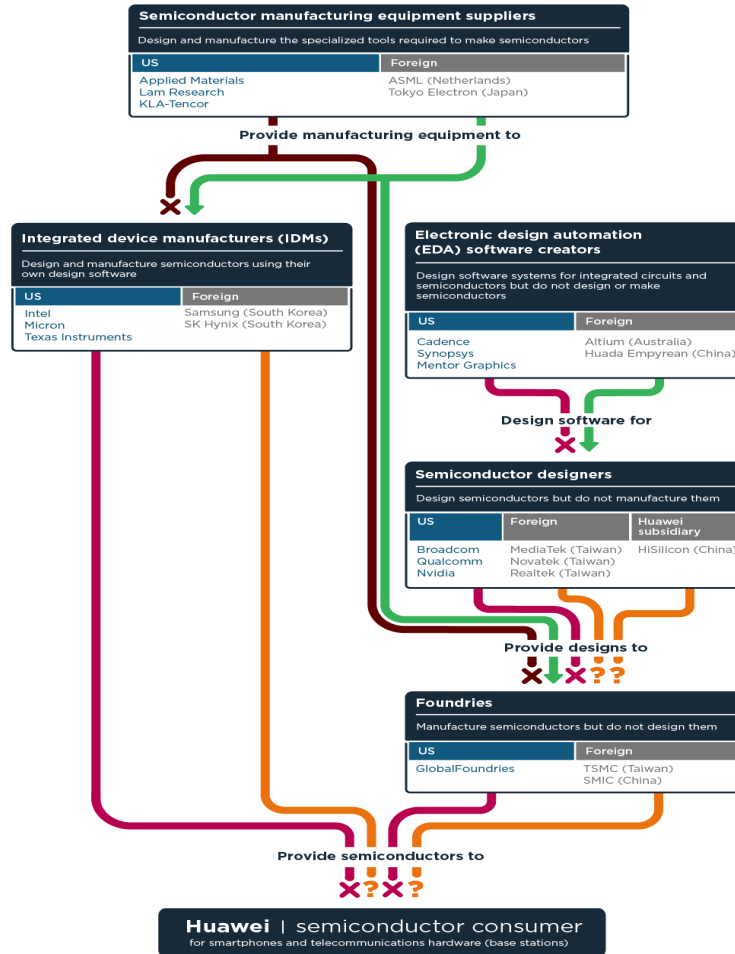 Semiconductor manufacturing equipment suppliers
Design and manufacture the specialized tools required to make semiconductors
US
Foreign
Applied Materials
Lam Research
KLA-Tencor
ASML (Netherlands)
Tokyo Electron (Japan)
Provide manufacturing equipment to
Integrated device manufacturers (IDMs)
Design and manufacture semiconductors using their
own design software
US
Foreign
Intel
Micron
Texas Instruments
Samsung (South Korea)
SK Hynix (South Korea)
Electronic design automation
(EDA) software creators
Design software systems for integrated circuits and
semiconductors but do not design or make
semiconductors
US
Foreign
Cadence
Synopsys
Mentor Graphics
Altium (Australia)
Huada Empyrean (China)
Design software for
Semiconductor designers
Design semiconductors but do not manufacture them
US
Foreign
Huawei
subsidiary
Broadcom
Qualcomm
Nvidia
MediaTek (Taiwan)
Novatek (Taiwan)
Realtek (Taiwan)
HiSilicon (China)
Provide designs to
? ?
Foundries
Manufacture semiconductors but do not design them
US
Foreign
GlobalFoundries
TSMC (Taiwan)
SMIC (China)
Provide semiconductors to
? ?
Huawei | semiconductor consumer
for smartphones and telecommunications hardware (base stations)